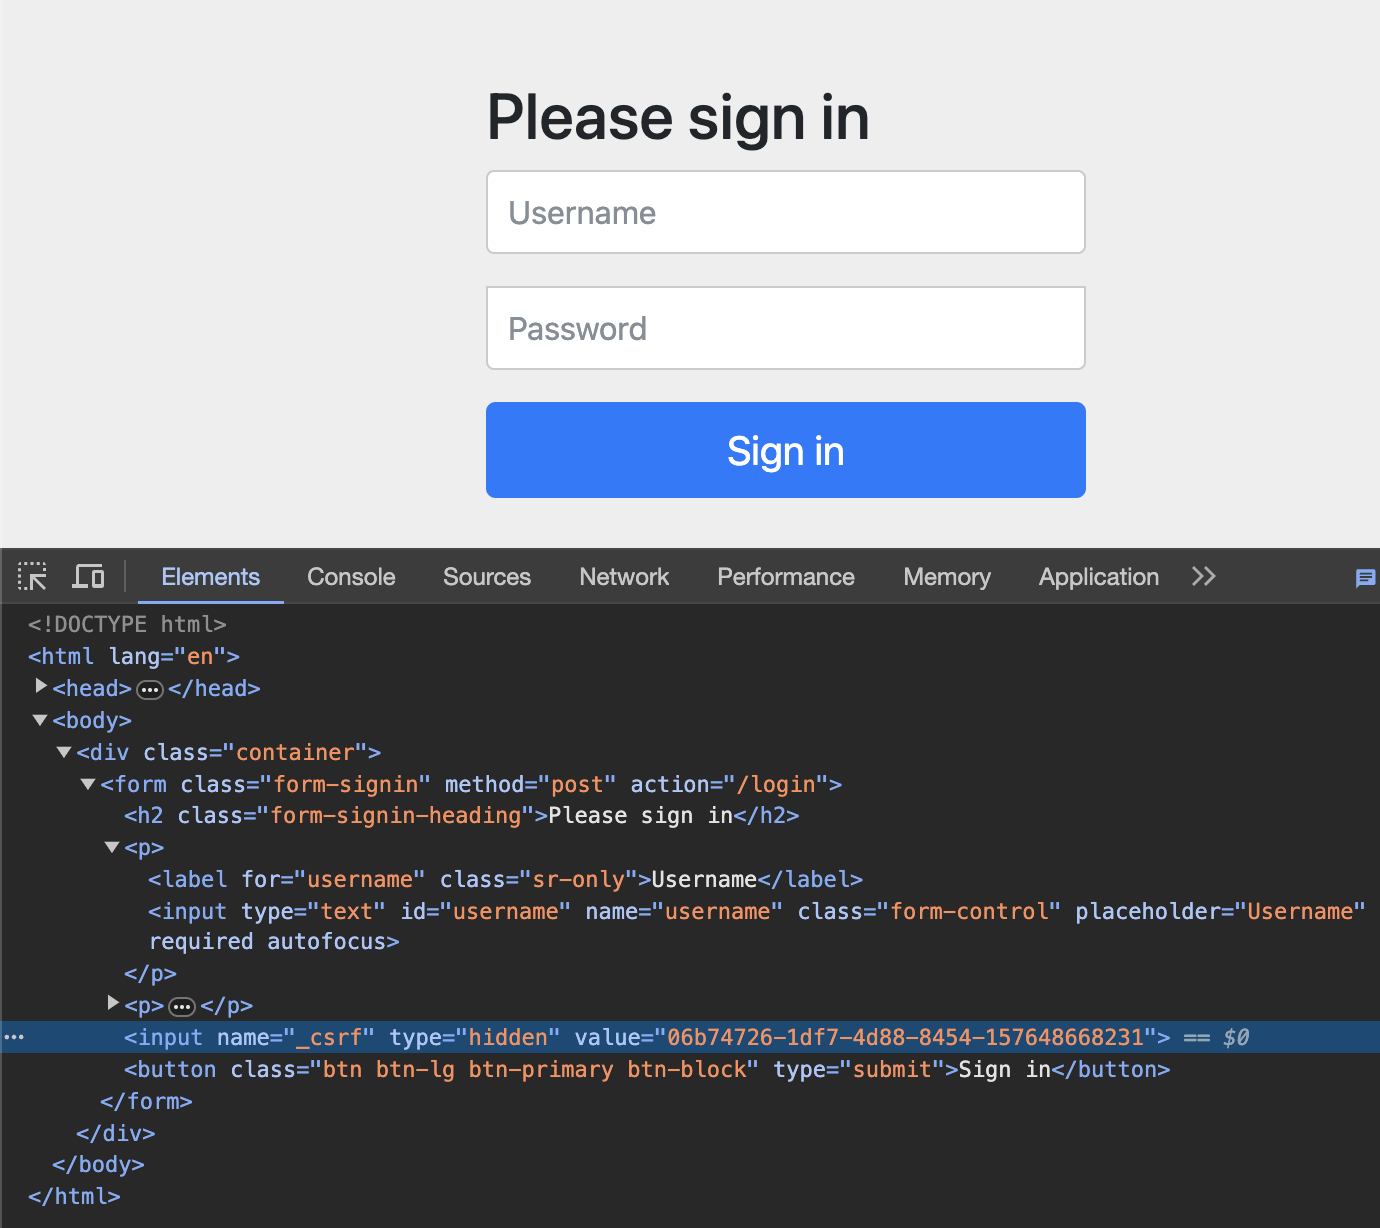 Please sign in
Username
Password
Sign in
Elements Console Sources Network Performance Memory Application
<!DOCTYPE html>
<html lang="en">
<head>•••</head>
<body>
<div class="container">
<form class="form-signin" method="post" action="/login">
<h2 class="form-signin-heading">Please sign in</h2>
<p>
<label for="username" class="sr-only">Username</label>
<input type="text" id="username" name="username" class="form-control" placeholder="Username"
required autofocus>
</p>
<p>•••</p>
<input name="_csrf" type="hidden" value="06b74726-1df7-4d88-8454-157648668231"> == $0
<button class="btn btn-lg btn-primary btn-block" type="submit">Sign in</button>
</form>
</div>
</body>
</html>